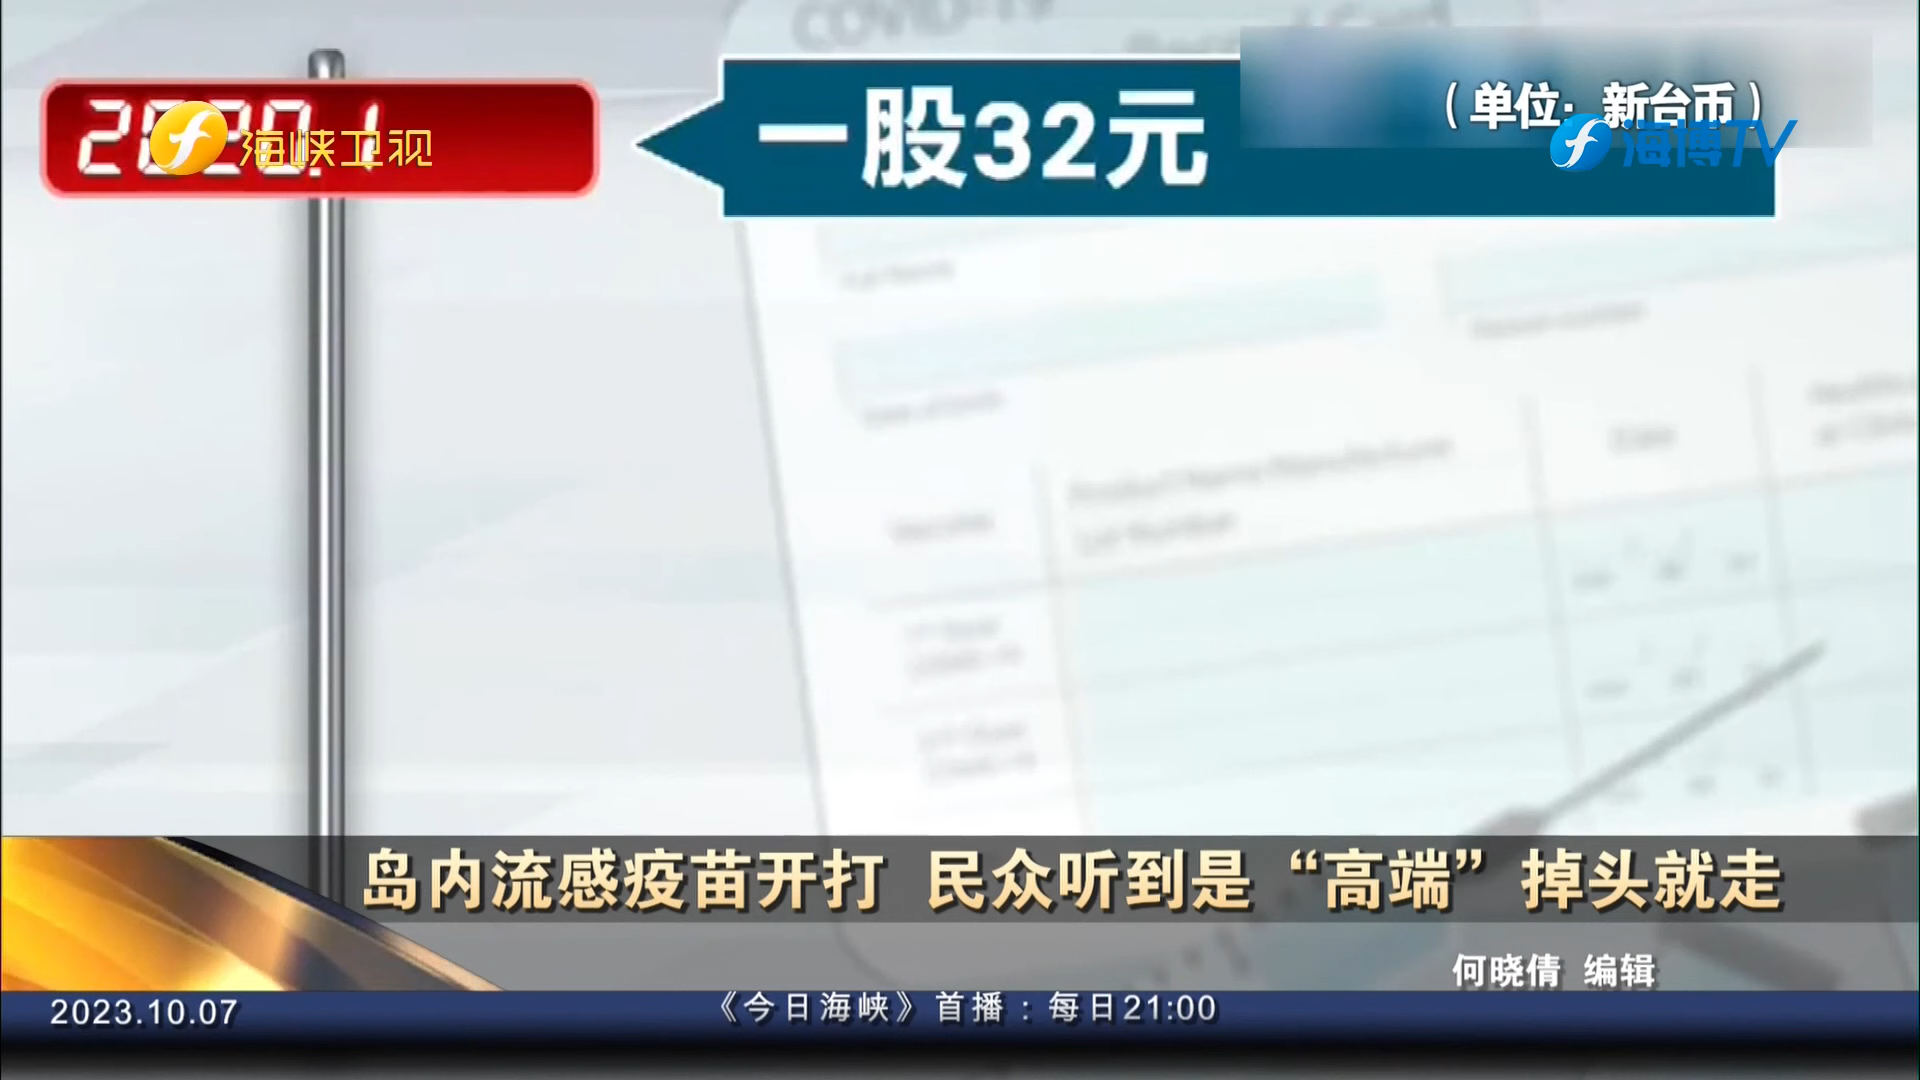 2020.1
海峡卫视
一股32元
（单位：新台币）
海博TV
岛内流感疫苗开打 民众听到是“高端”掉头就走
何晓倩 编辑
2023.10.07
《今日海峡》首播：每日21:00